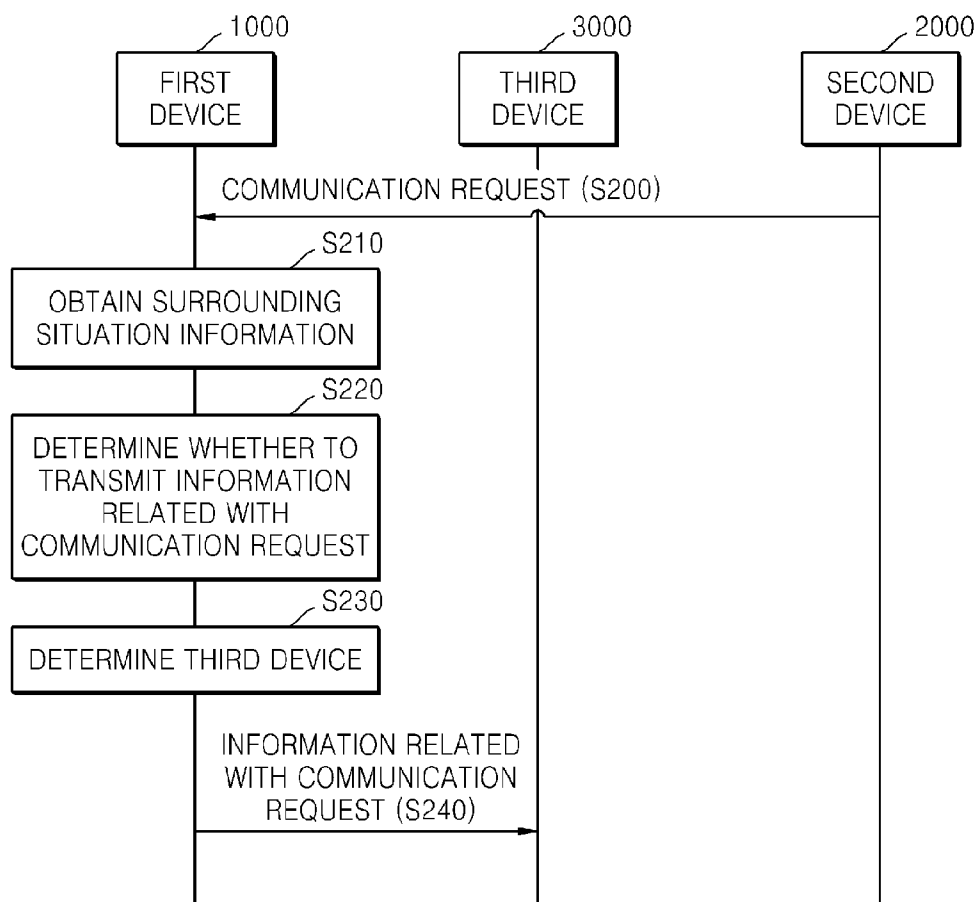 1000
3000
2000
FIRST
DEVICE
THIRD
DEVICE
SECOND
DEVICE
COMMUNICATION REQUEST (S200)
S210
OBTAIN SURROUNDING
SITUATION INFORMATION
S220
DETERMINE WHETHER TO
TRANSMIT INFORMATION
RELATED WITH
COMMUNICATION REQUEST
S230
DETERMINE THIRD DEVICE
INFORMATION RELATED
WITH COMMUNICATION
REQUEST (S240)